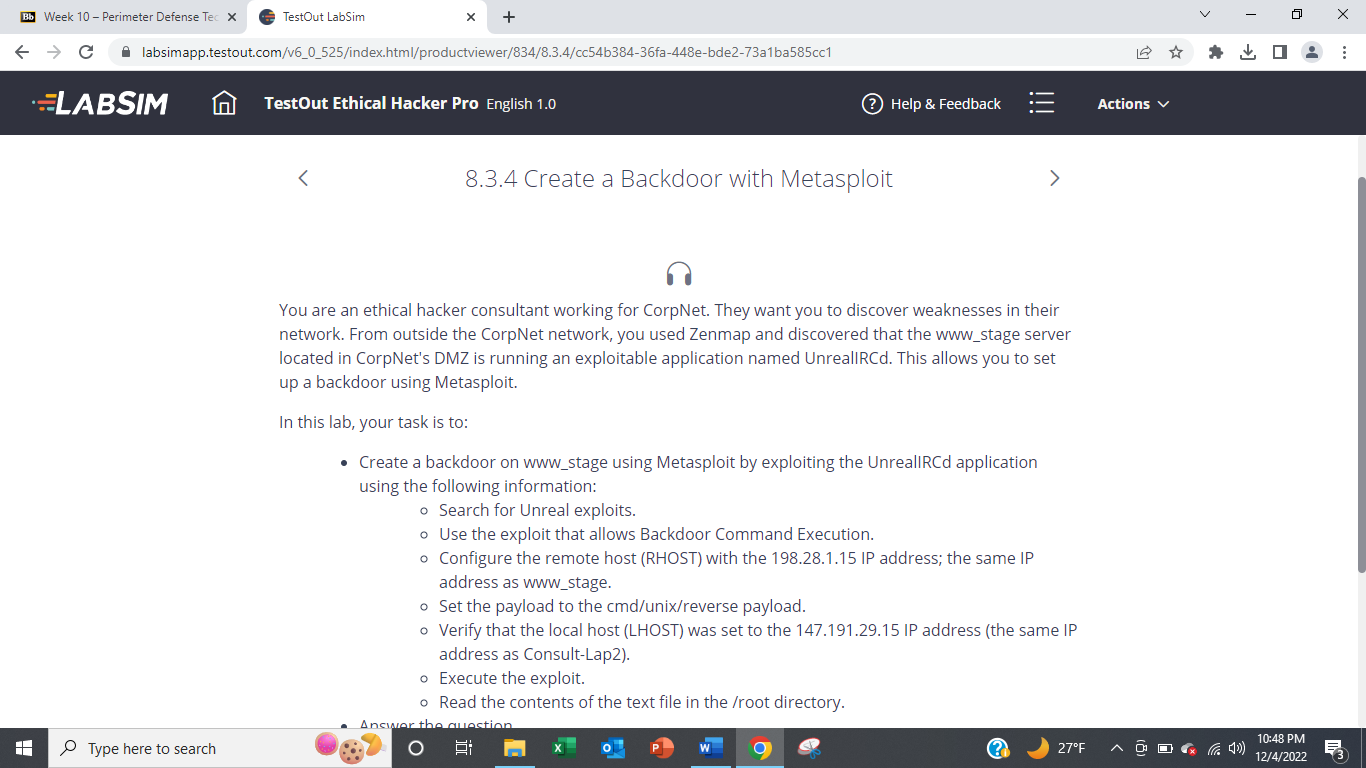 Week 10 – Perimeter Defense Tec
TestOut LabSim
labsimapp.testout.com/v6_0_525/index.html/productviewer/834/8.3.4/cc54b384-36fa-448e-bde2-73a1ba585cc1
LABSIM
TestOut Ethical Hacker Pro English 1.0
Help & Feedback
Actions
8.3.4 Create a Backdoor with Metasploit
You are an ethical hacker consultant working for CorpNet. They want you to discover weaknesses in their
network. From outside the CorpNet network, you used Zenmap and discovered that the www_stage server
located in CorpNet's DMZ is running an exploitable application named UnrealIRCd. This allows you to set
up a backdoor using Metasploit.
In this lab, your task is to:
• Create a backdoor on www_stage using Metasploit by exploiting the UnrealIRCd application
using the following information:
○ Search for Unreal exploits.
○ Use the exploit that allows Backdoor Command Execution.
○ Configure the remote host (RHOST) with the 198.28.1.15 IP address; the same IP
address as www_stage.
○ Set the payload to the cmd/unix/reverse payload.
○ Verify that the local host (LHOST) was set to the 147.191.29.15 IP address (the same IP
address as Consult-Lap2).
○ Execute the exploit.
○ Read the contents of the text file in the /root directory.
• Answer the question
Type here to search
27°F
10:48 PM
12/4/2022
3